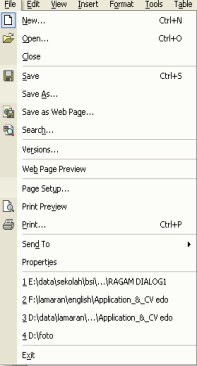 File Edit View Insert Format Tools Table
New... Ctrl+N
Open... Ctrl+O
Close
Save Ctrl+S
Save As...
Save as Web Page...
Search...
Versions...
Web Page Preview
Page Setup...
Print Preview
Print... Ctrl+P
Send To
Properties
1 E:\data\sekolah\bsi\...\RAGAM DIALOG1
2 F:\lamaran\english\Application_&_CV edo
3 D:\data\lamaran\...\Application_&_CV edo
4 D:\foto
Exit